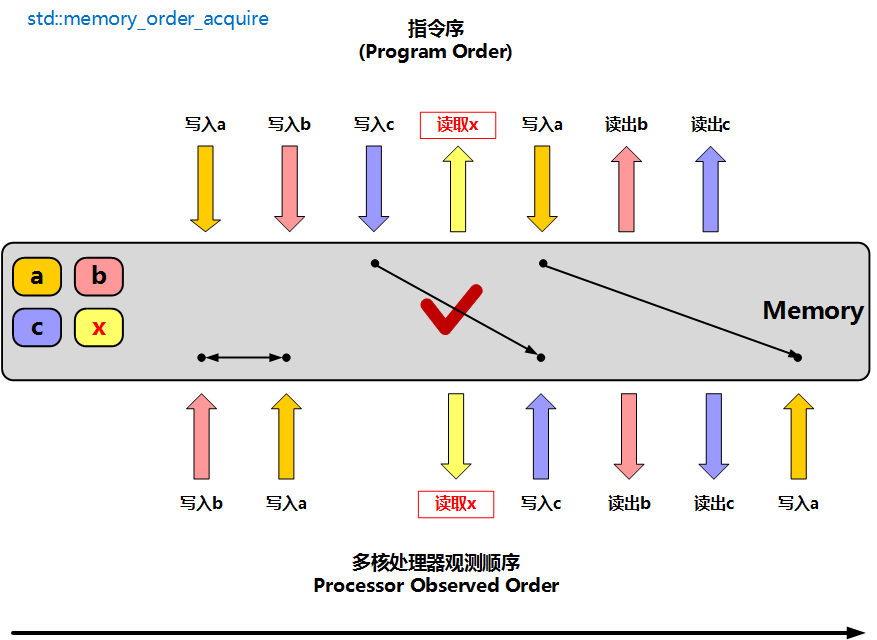 std::memory_order_acquire
指令序
(Program Order)
写入a
写入b
写入c
读取x
写入a
读出b
读出c
a
b
c
x
Memory
写入b
写入a
读取x
写入c
读出b
读出c
写入a
多核处理器观测顺序
Processor Observed Order